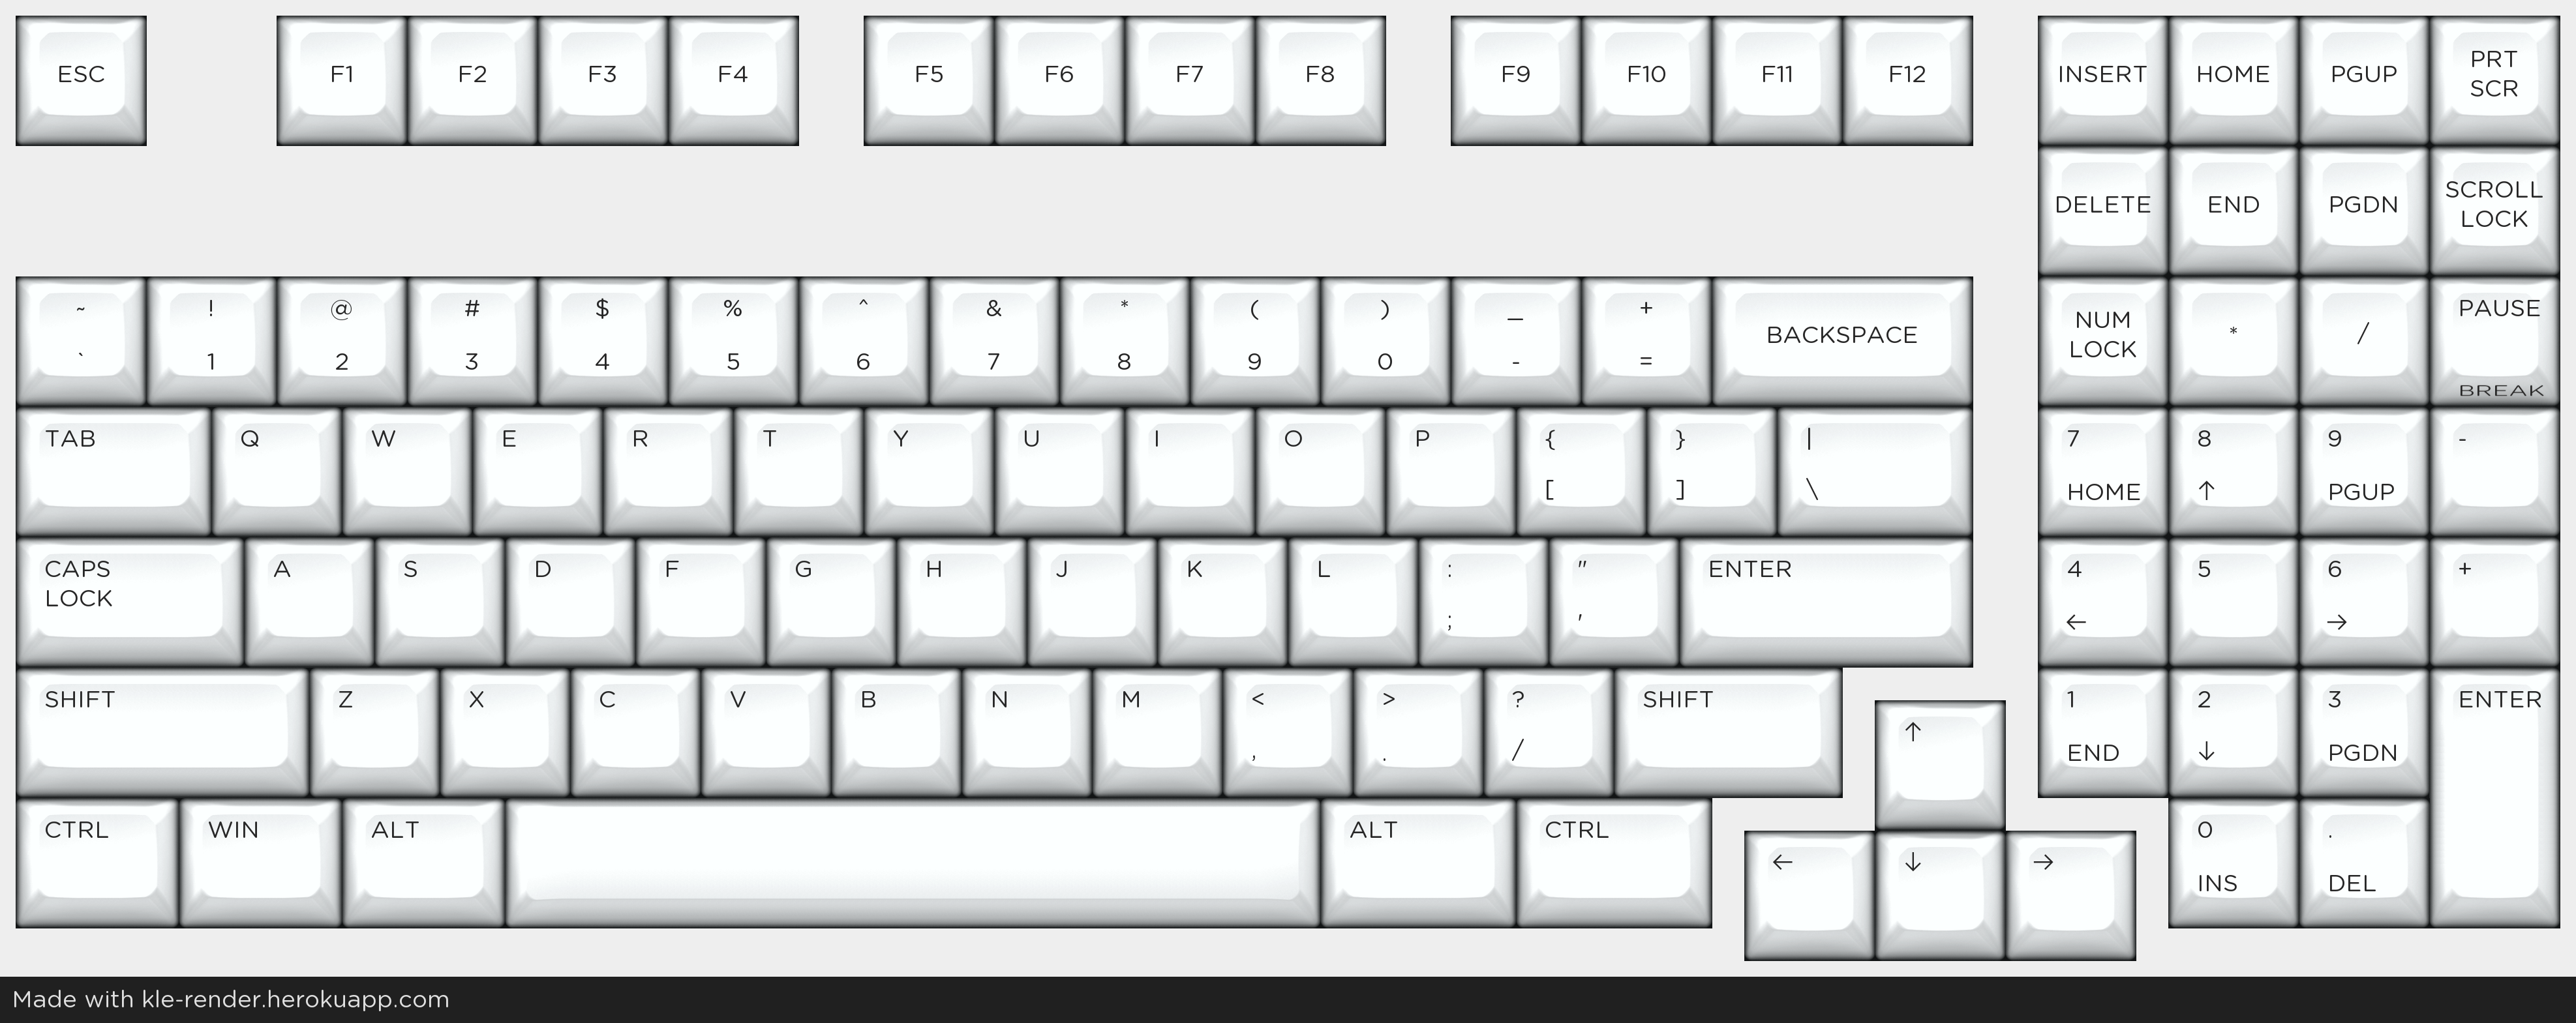 ESC F1 F2 F3 F4 F5 F6 F7 F8 F9 F10 F11 F12 INSERT HOME PGUP PRT
SCR
DELETE END PGDN SCROLL
LOCK
~ ! @ # $ % ^ & * ( ) _ + BACKSPACE NUM
LOCK * / PAUSE
` 1 2 3 4 5 6 7 8 9 0 - =
BREAK
TAB Q W E R T Y U I O P { } | 7 8 9 -
[ ] \ HOME ↑ PGUP
CAPS
LOCK A S D F G H J K L : " ENTER 4 5 6 +
; ' ← →
SHIFT Z X C V B N M < > ? SHIFT ↑ 1 2 3 ENTER
, . / END ↓ PGDN
CTRL WIN ALT ALT CTRL ← ↓ → 0 .
INS DEL
Made with kle-render.herokuapp.com